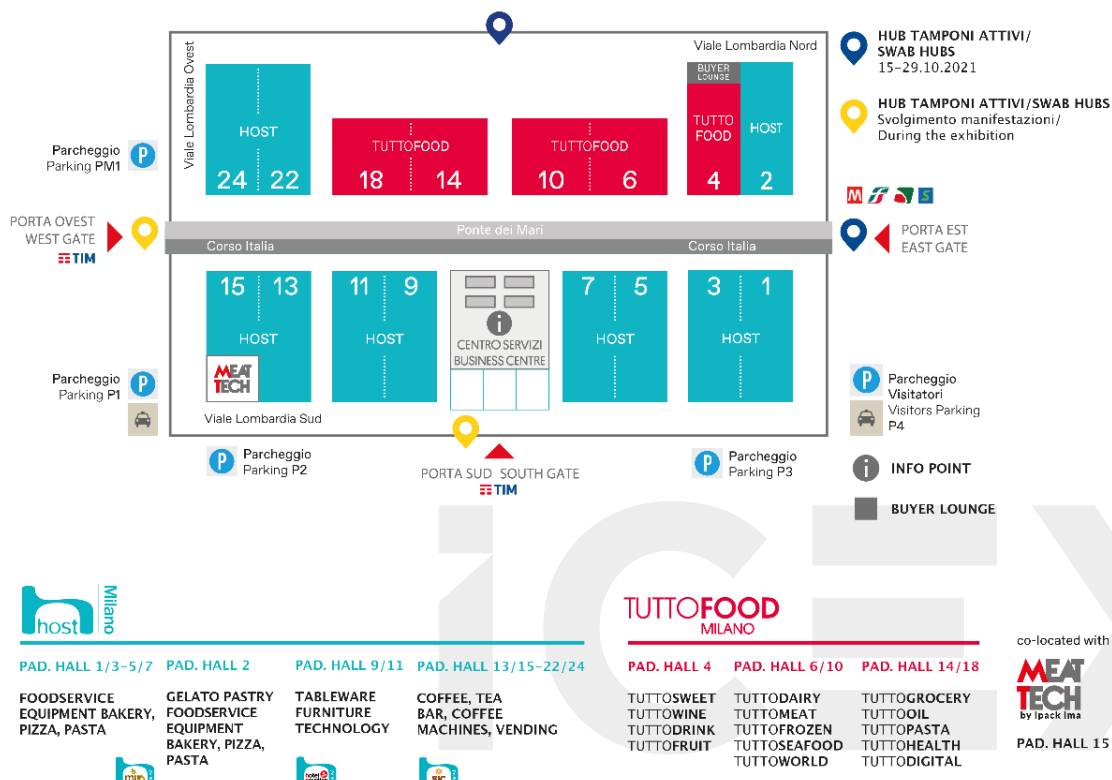 Viale Lombardia Ovest
Viale Lombardia Nord
HUB TAMPONI ATTIVI/
SWAB HUBS
15-29.10.2021
HUB TAMPONI ATTIVI/SWAB HUBS
Svolgimento manifestazioni/
During the exhibition
BUYER
LOUNGE
HOST
24 22
TUTTOFOOD
18 14
TUTTOFOOD
10 6
TUTTO
FOOD
4
HOST
2
Parcheggio
Parking PM1
P
PORTA OVEST
WEST GATE
TIM
Ponte dei Mari
Corso Italia
Corso Italia
M
S
PORTA EST
EAST GATE
15 13
HOST
MEAT
TECH
11 9
HOST
i
CENTRO SERVIZI
BUSINESS CENTRE
7 5
HOST
3 1
HOST
Parcheggio
Parking P1
P
Viale Lombardia Sud
P
Parcheggio
Visitatori
Visitors Parking
P4
P
Parcheggio
Parking P2
PORTA SUD SOUTH GATE
TIM
P
Parcheggio
Parking P3
i
INFO POINT
BUYER LOUNGE
host
Milano
PAD. HALL 1/3-5/7
FOODSERVICE
EQUIPMENT BAKERY,
PIZZA, PASTA
PAD. HALL 2
GELATO PASTRY
FOODSERVICE
EQUIPMENT
BAKERY, PIZZA,
PASTA
PAD. HALL 9/11
TABLEWARE
FURNITURE
TECHNOLOGY
PAD. HALL 13/15-22/24
COFFEE, TEA
BAR, COFFEE
MACHINES, VENDING
TUTTOFOOD
MILANO
PAD. HALL 4
TUTTOSWEET
TUTTOWINE
TUTTODRINK
TUTTOFRUIT
PAD. HALL 6/10
TUTTODAIRY
TUTTOMEAT
TUTTOFROZEN
TUTTOSEAFOOD
TUTTOWORLD
PAD. HALL 14/18
TUTTOGROCERY
TUTTOOIL
TUTTOPASTA
TUTTOHEALTH
TUTTODIGITAL
co-located with
MEAT
TECH
by Ipack Ima
PAD. HALL 15